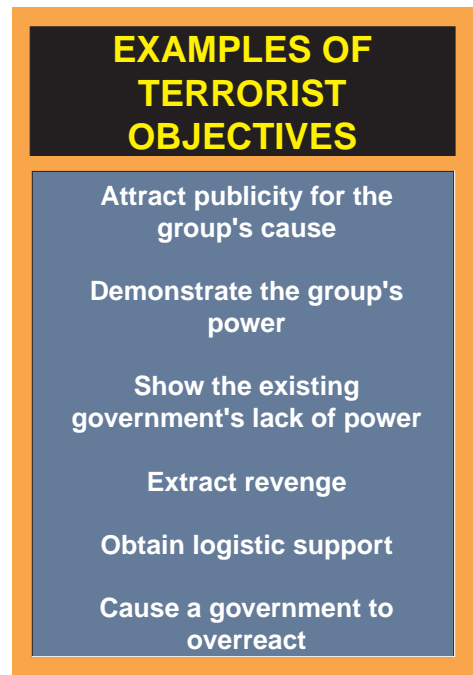 EXAMPLES OF
TERRORIST
OBJECTIVES
Attract publicity for the
group's cause
Demonstrate the group's
power
Show the existing
government's lack of power
Extract revenge
Obtain logistic support
Cause a government to
overreact